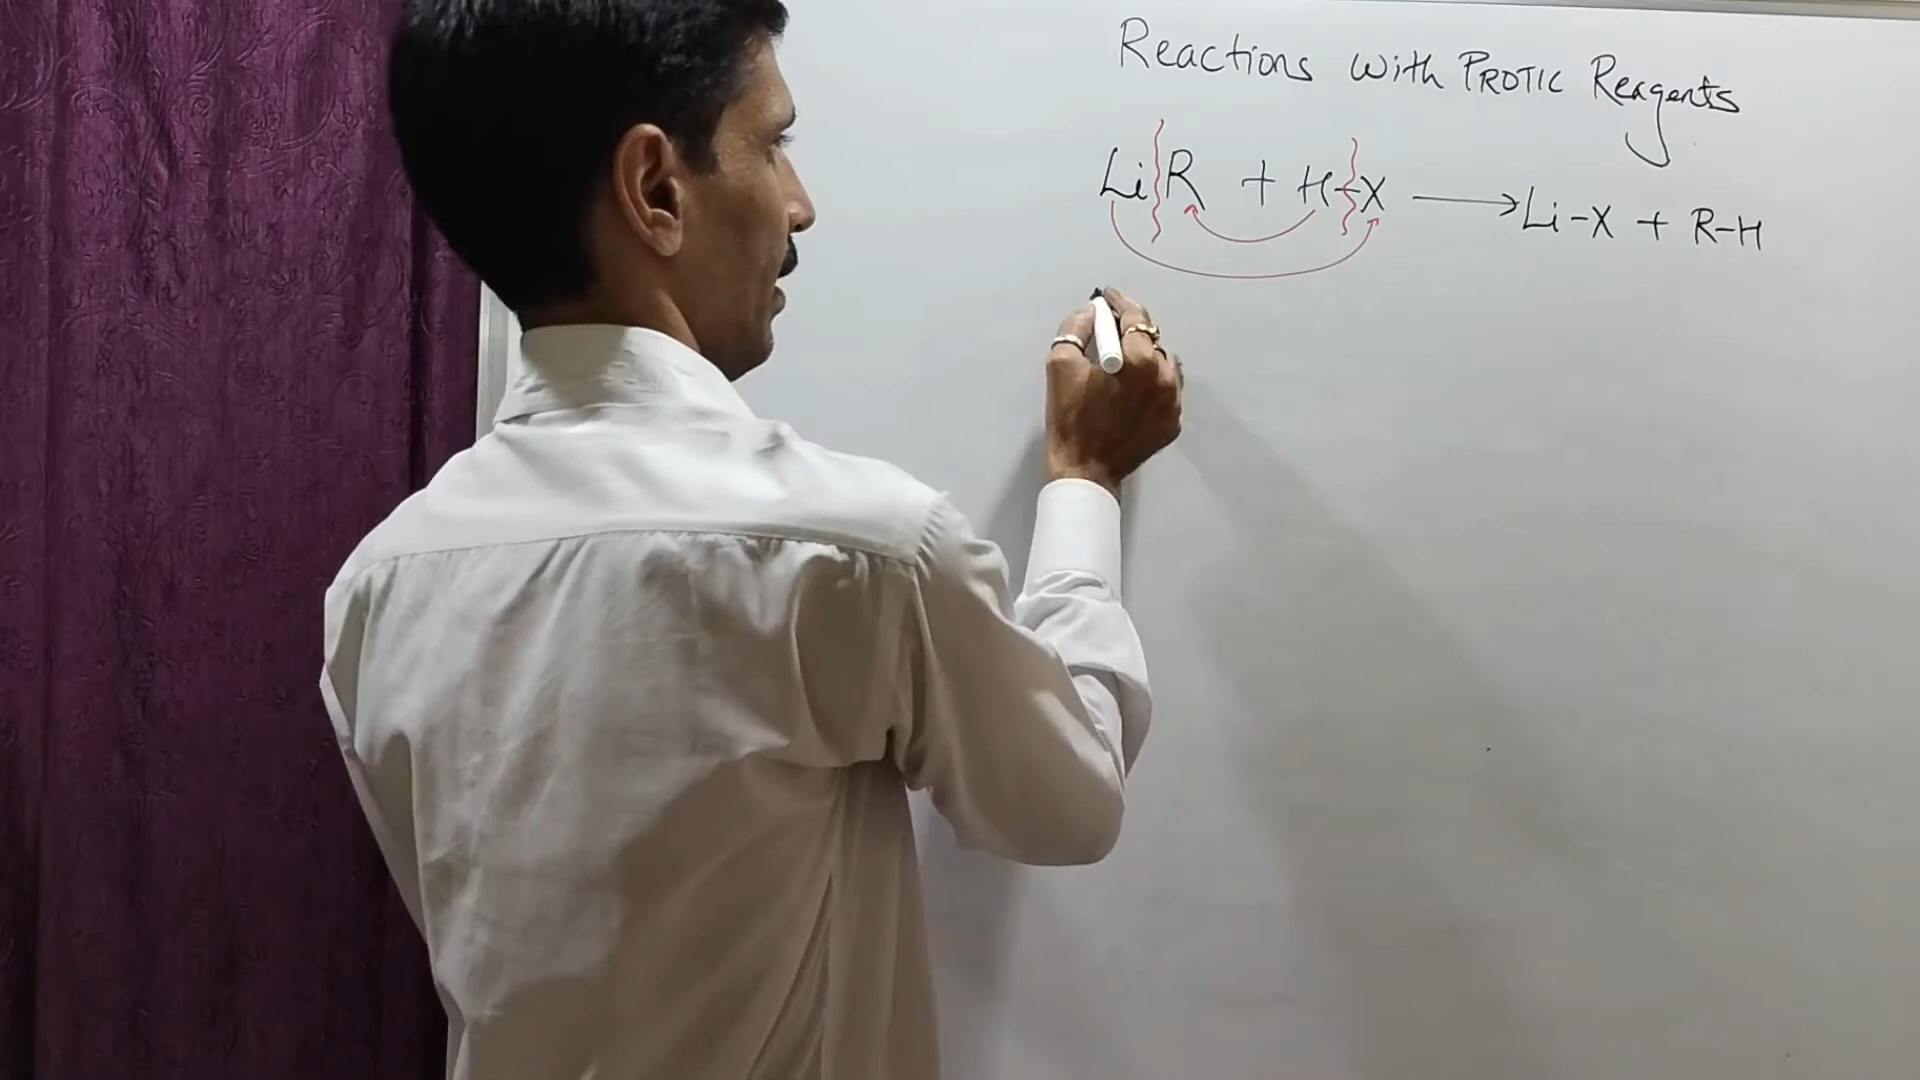 Reactions with PROTIC Reagents
Li R + H-X ⟶ Li-X + R-H